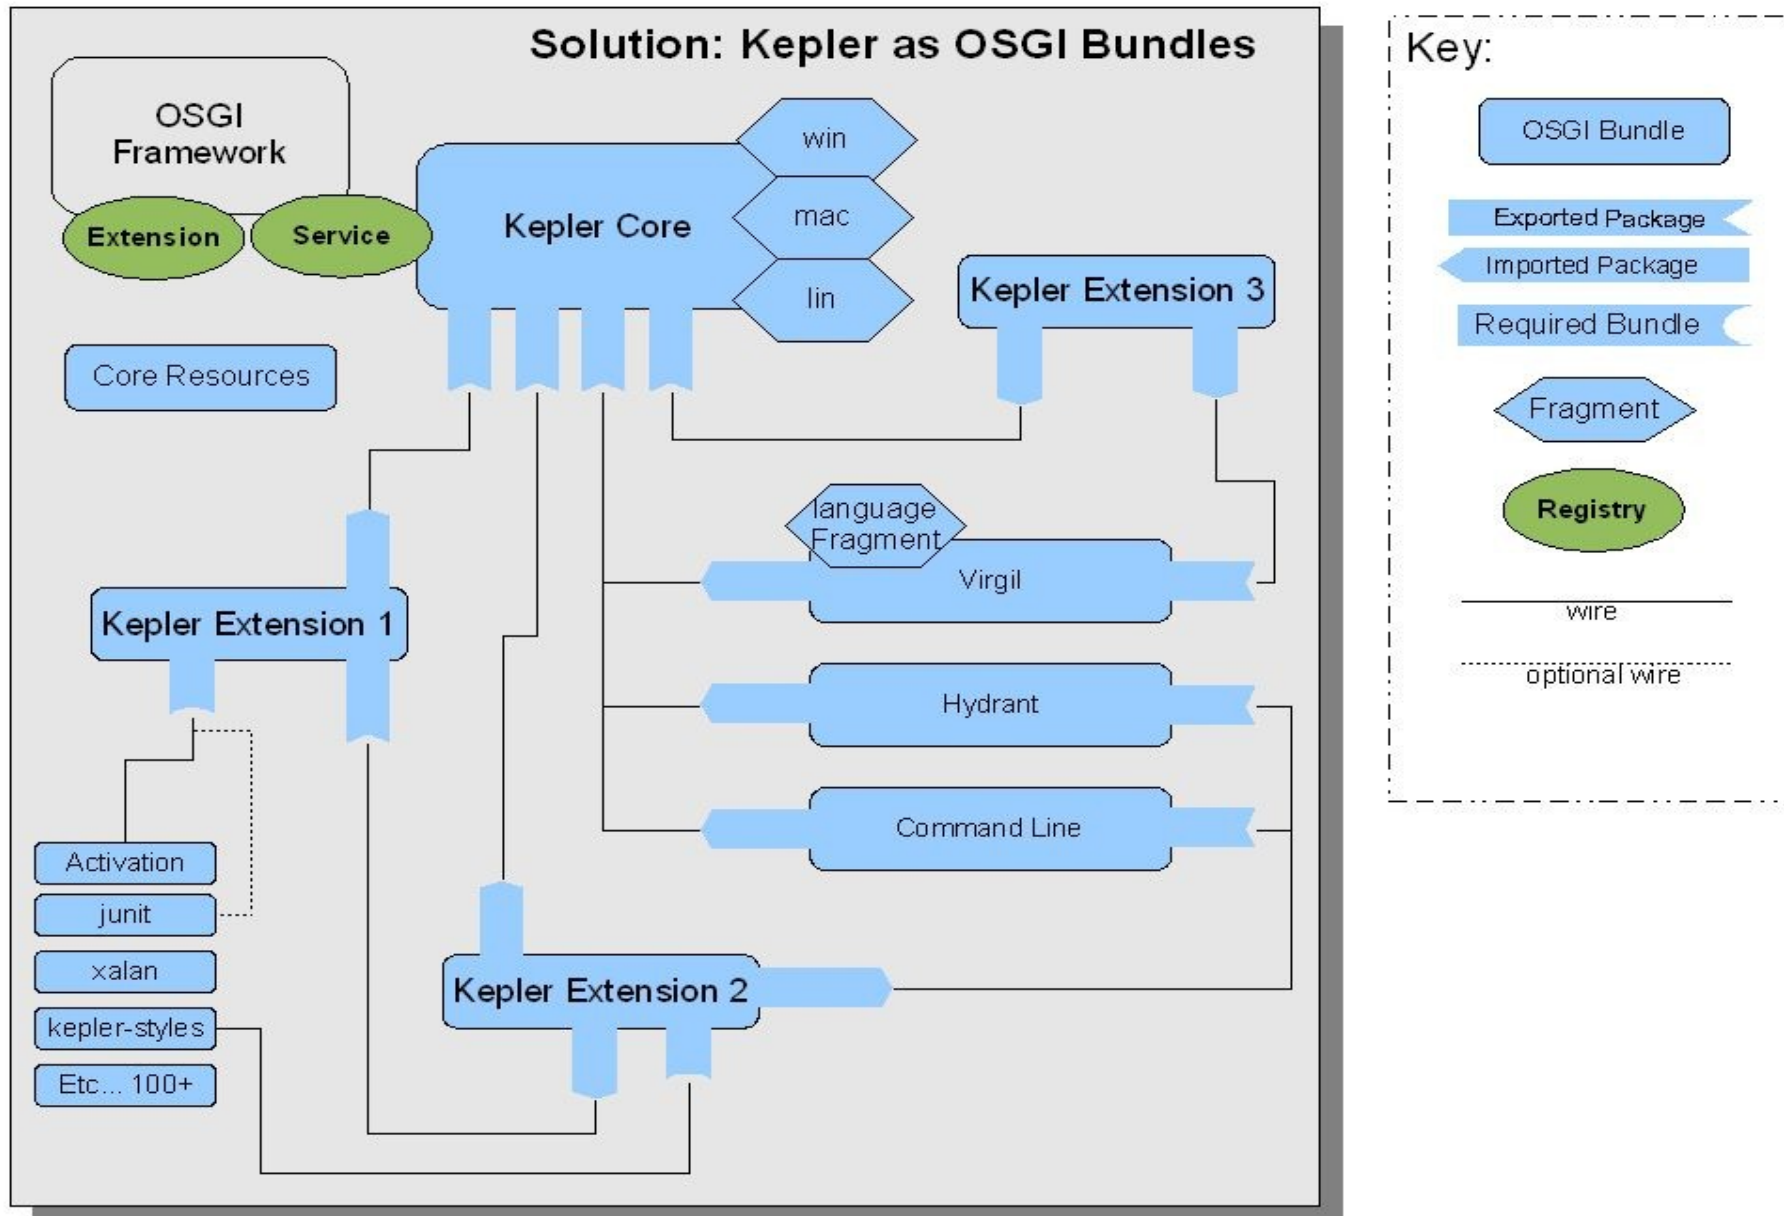 Solution: Kepler as OSGI Bundles
OSGI
Framework
Extension
Service
Kepler Core
win
mac
lin
Kepler Extension 3
Core Resources
language
Fragment
Virgil
Kepler Extension 1
Hydrant
Command Line
Activation
junit
xalan
kepler-styles
Etc... 100+
Kepler Extension 2
Key:
OSGI Bundle
Exported Package
Imported Package
Required Bundle
Fragment
Registry
wire
optional wire